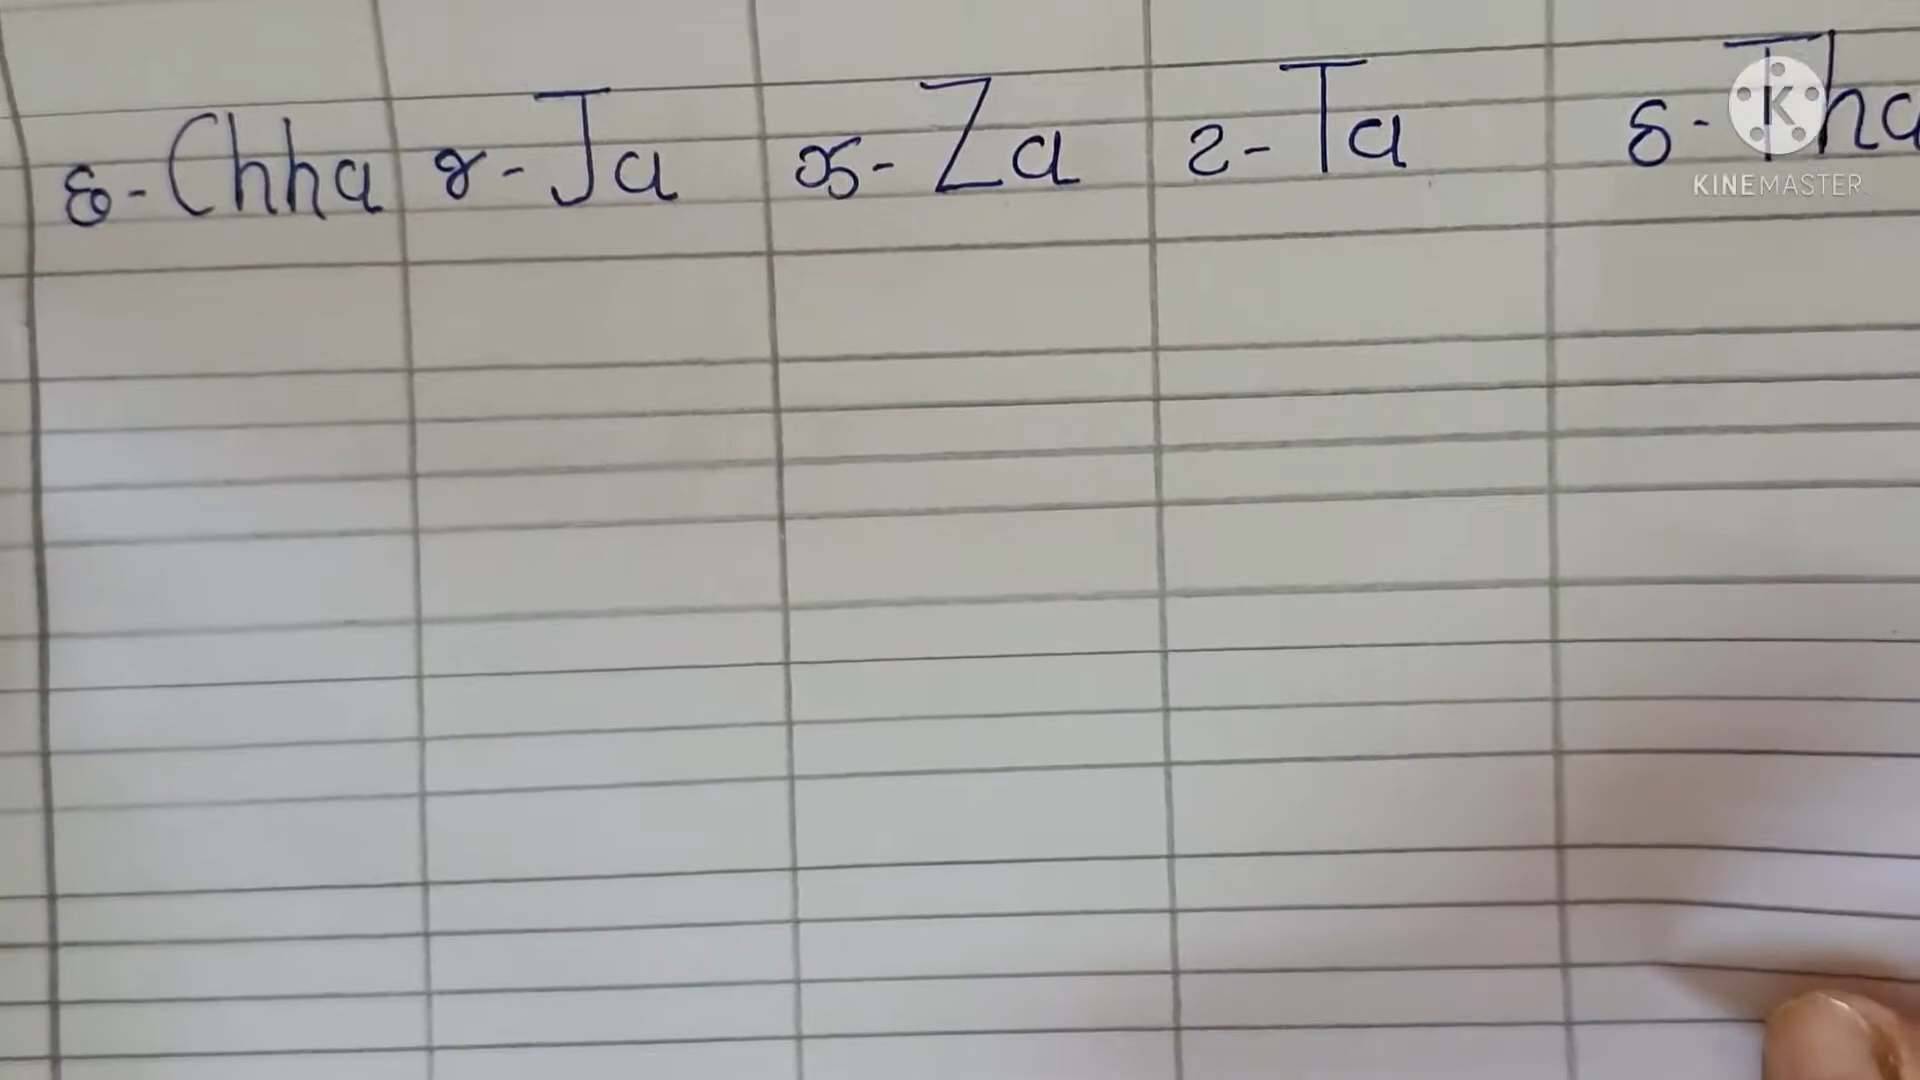 છ- Chha જ- Ja ઝ- Za ટ- Ta ઠ- Tha
K
KINEMASTER